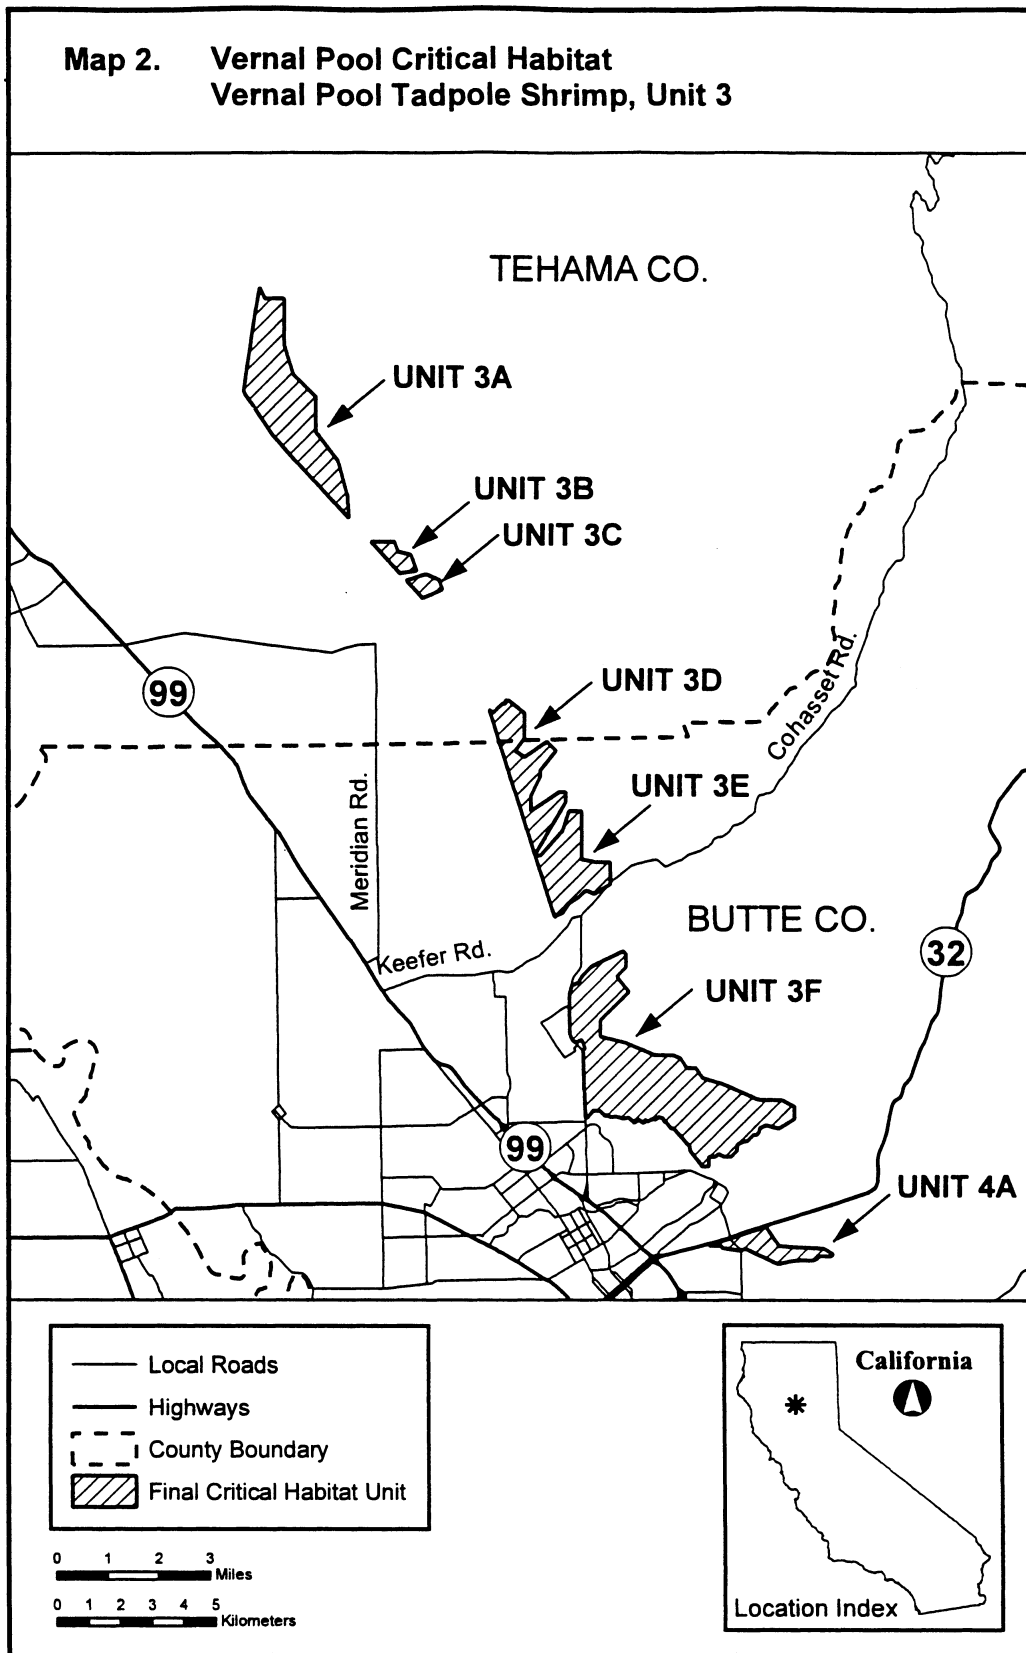 Map 2. Vernal Pool Critical Habitat
Vernal Pool Tadpole Shrimp, Unit 3
TEHAMA CO.
UNIT 3A
UNIT 3B
UNIT 3C
UNIT 3D
99
Cohasset Rd.
UNIT 3E
Meridian Rd.
BUTTE CO.
32
Keefer Rd.
UNIT 3F
99
UNIT 4A
Local Roads
Highways
County Boundary
Final Critical Habitat Unit
0 1 2 3
Miles
0 1 2 3 4 5
Kilometers
California
Location Index